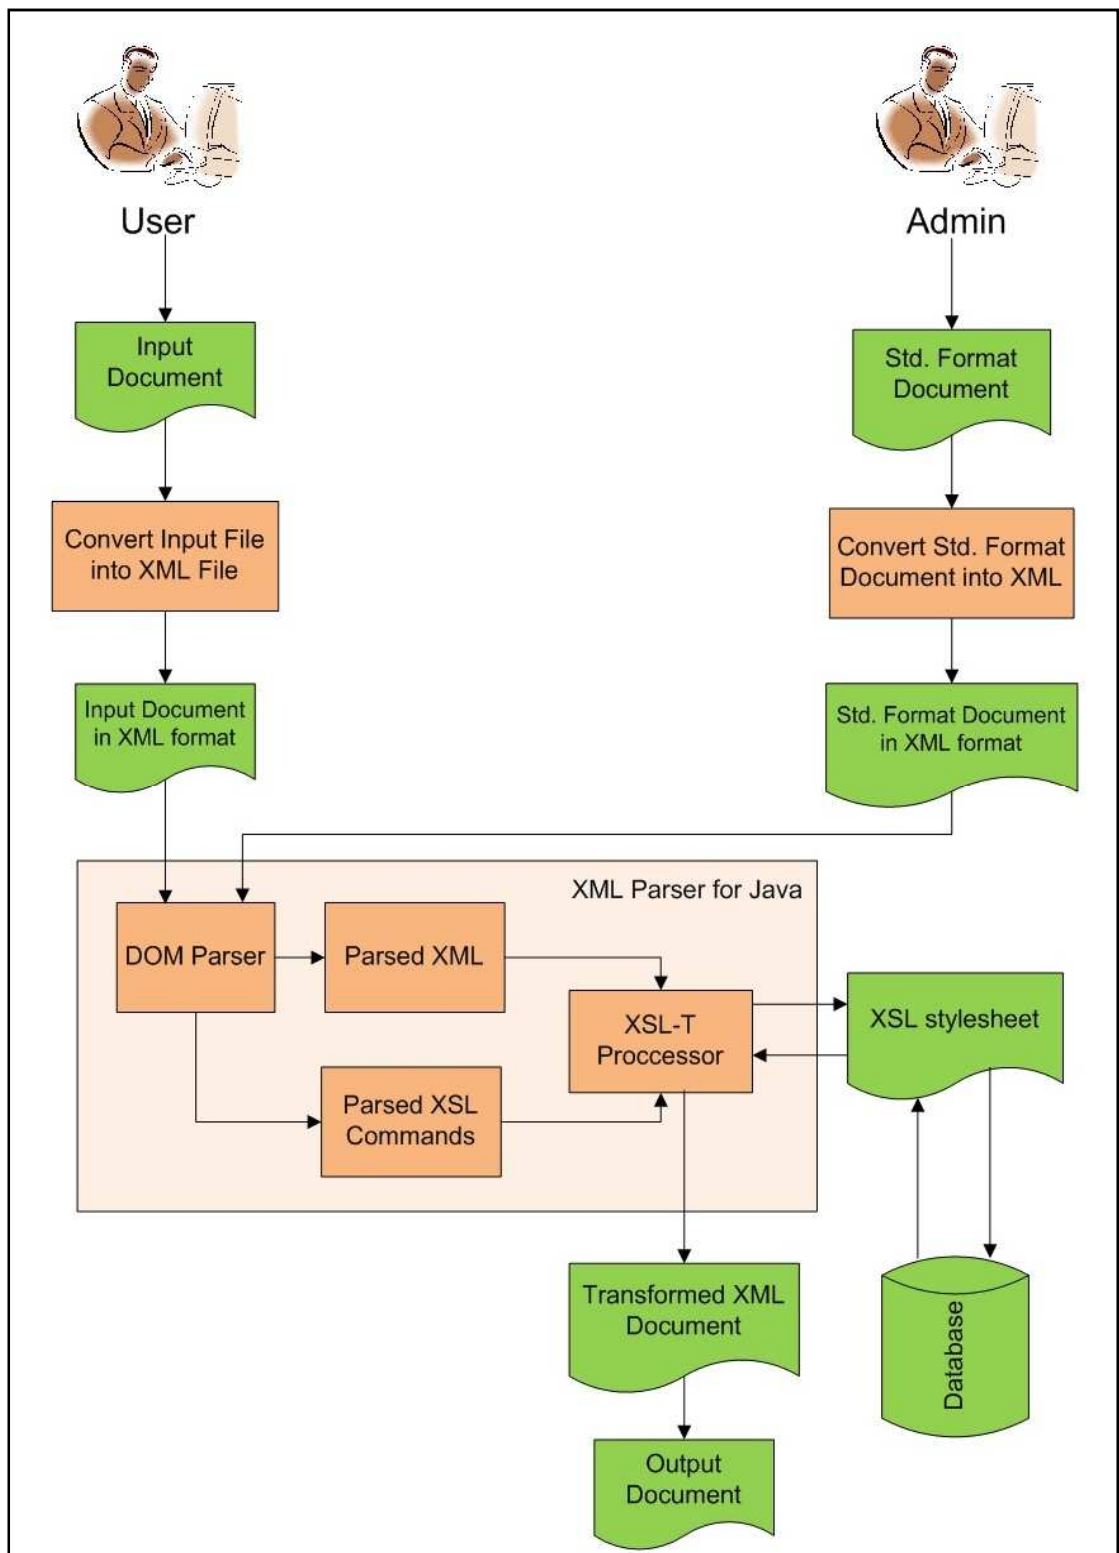 User
Admin
Input
Document
Std. Format
Document
Convert Input File
into XML File
Convert Std. Format
Document into XML
Input Document
in XML format
Std. Format Document
in XML format
XML Parser for Java
DOM Parser
Parsed XML
XSL-T
Proccessor
XSL stylesheet
Parsed XSL
Commands
Transformed XML
Document
Database
Output
Document